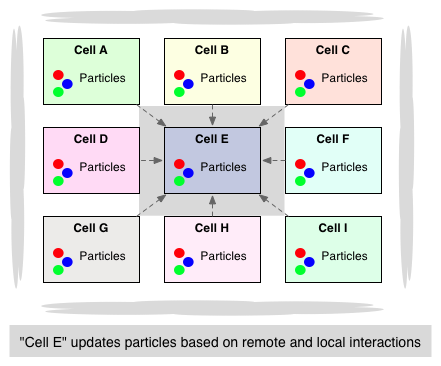 Cell A
Particles
Cell B
Particles
Cell C
Particles
Cell D
Particles
Cell E
Particles
Cell F
Particles
Cell G
Particles
Cell H
Particles
Cell I
Particles
"Cell E" updates particles based on remote and local interactions